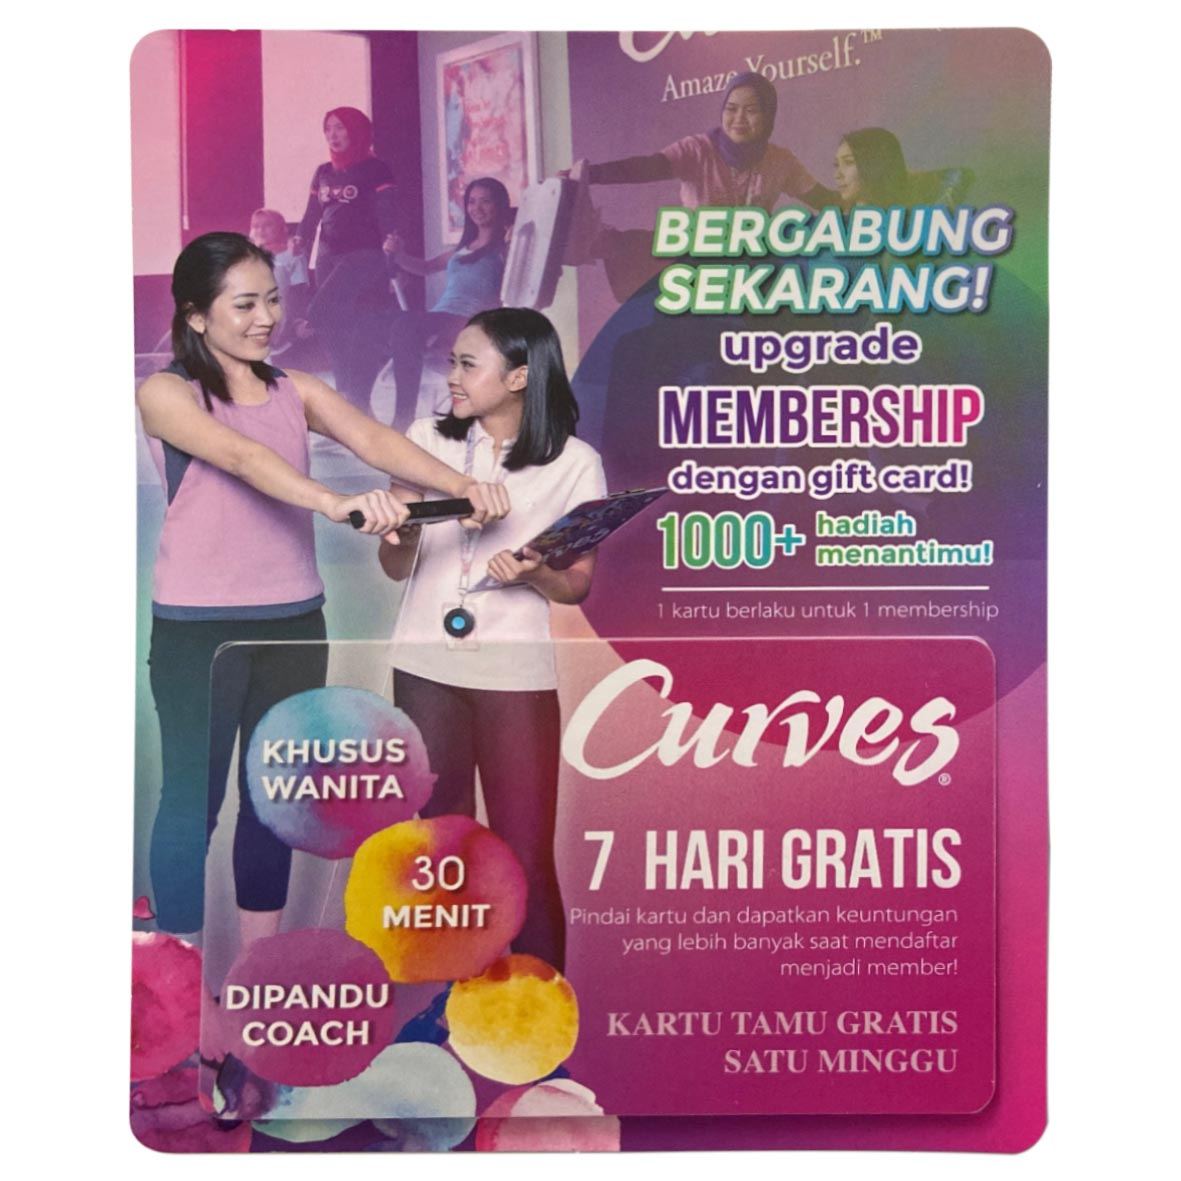 Amaze Yourself.™
BERGABUNG
SEKARANG!
upgrade
MEMBERSHIP
dengan gift card!
1000+ hadiah
menantimu!
1 kartu berlaku untuk 1 membership
Curves®
KHUSUS
WANITA
30
MENIT
DIPANDU
COACH
7 HARI GRATIS
Pindai kartu dan dapatkan keuntungan
yang lebih banyak saat mendaftar
menjadi member!
KARTU TAMU GRATIS
SATU MINGGU